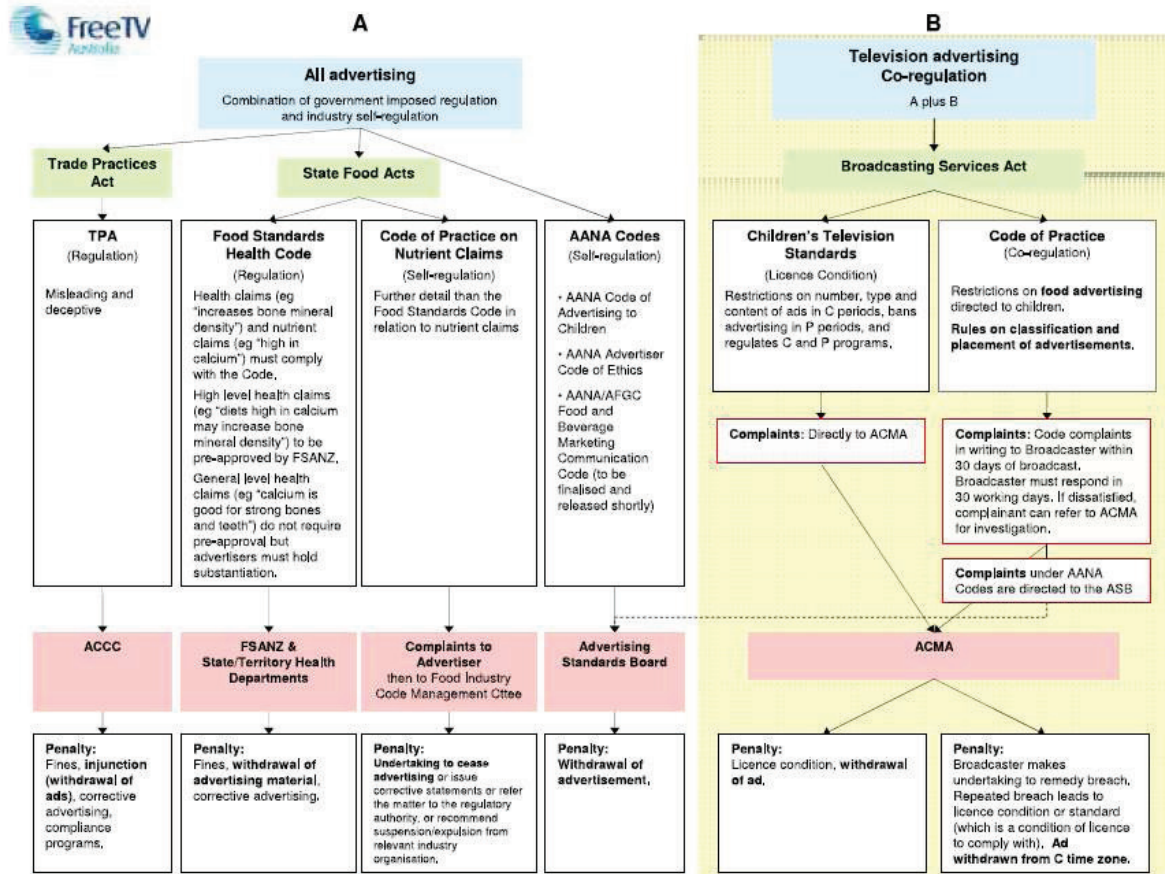 FreeTV
Australia
A
B
All advertising
Combination of government imposed regulation
and industry self-regulation
Television advertising
Co-regulation
A plus B
Trade Practices
Act
State Food Acts
Broadcasting Services Act
TPA
(Regulation)
Misleading and
deceptive
Food Standards
Health Code
(Regulation)
Health claims (eg
"increases bone mineral
density") and nutrient
claims (eg "high in
calcium") must comply
with the Code.
High level health claims
(eg "diets high in calcium
may increase bone
mineral density") to be
pre-approved by FSANZ.
General level health
claims (eg "calcium is
good for strong bones
and teeth") do not require
pre-approval but
advertisers must hold
substantiation.
Code of Practice on
Nutrient Claims
(Self-regulation)
Further detail than the
Food Standards Code in
relation to nutrient claims
AANA Codes
(Self-regulation)
• AANA Code of
Advertising to
Children
• AANA Advertiser
Code of Ethics
• AANA/AFGC
Food and
Beverage
Marketing
Communication
Code (to be
finalised and
released shortly)
Children's Television
Standards
(Licence Condition)
Restrictions on number, type and
content of ads in C periods, bans
advertising in P periods, and
regulates C and P programs.
Code of Practice
(Co-regulation)
Restrictions on food advertising
directed to children.
Rules on classification and
placement of advertisements.
Complaints: Directly to ACMA
Complaints: Code complaints
in writing to Broadcaster within
30 days of broadcast.
Broadcaster must respond in
30 working days. If dissatisfied,
complainant can refer to ACMA
for investigation.
Complaints under AANA
Codes are directed to the ASB
ACCC
FSANZ &
State/Territory Health
Departments
Complaints to
Advertiser
then to Food Industry
Code Management Cttee
Advertising
Standards Board
ACMA
Penalty:
Fines, injunction
(withdrawal of
ads), corrective
advertising,
compliance
programs.
Penalty:
Fines, withdrawal of
advertising material,
corrective advertising.
Penalty:
Undertaking to cease
advertising or issue
corrective statements or refer
the matter to the regulatory
authority, or recommend
suspension/expulsion from
relevant industry
organisation.
Penalty:
Withdrawal of
advertisement.
Penalty:
Licence condition, withdrawal
of ad.
Penalty:
Broadcaster makes
undertaking to remedy breach.
Repeated breach leads to
licence condition or standard
(which is a condition of licence
to comply with). Ad
withdrawn from C time zone.